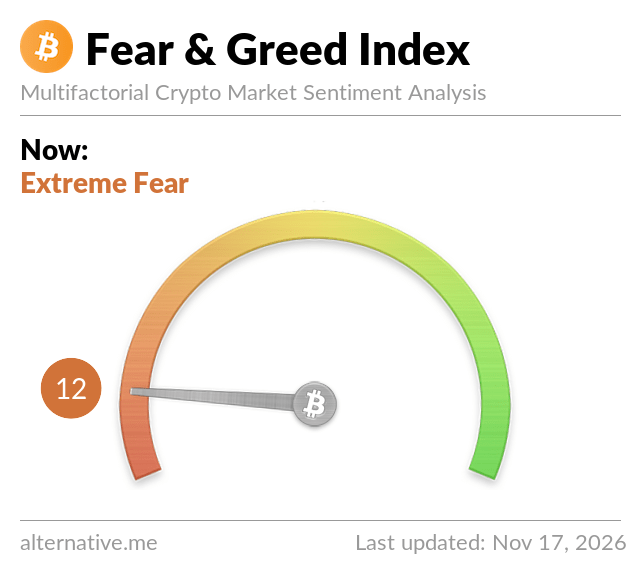 Fear & Greed Index
Multifactorial Crypto Market Sentiment Analysis
Now:
Extreme Fear
12
alternative.me
Last updated: Nov 17, 2026